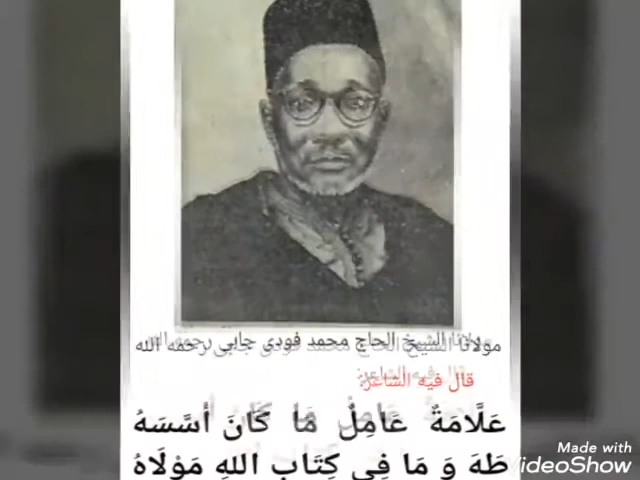 مولانا الشيخ الحاج محمد فودي جابي رحمه الله
قال فيه الشاعر:
عَلَّامَةٌ عَامِلٌ مَا كَانَ أَسَّسَهُ
طَهَ وَ مَا فِي كِتَابِ اللهِ مَوْلَاهُ
Made with
VideoShow